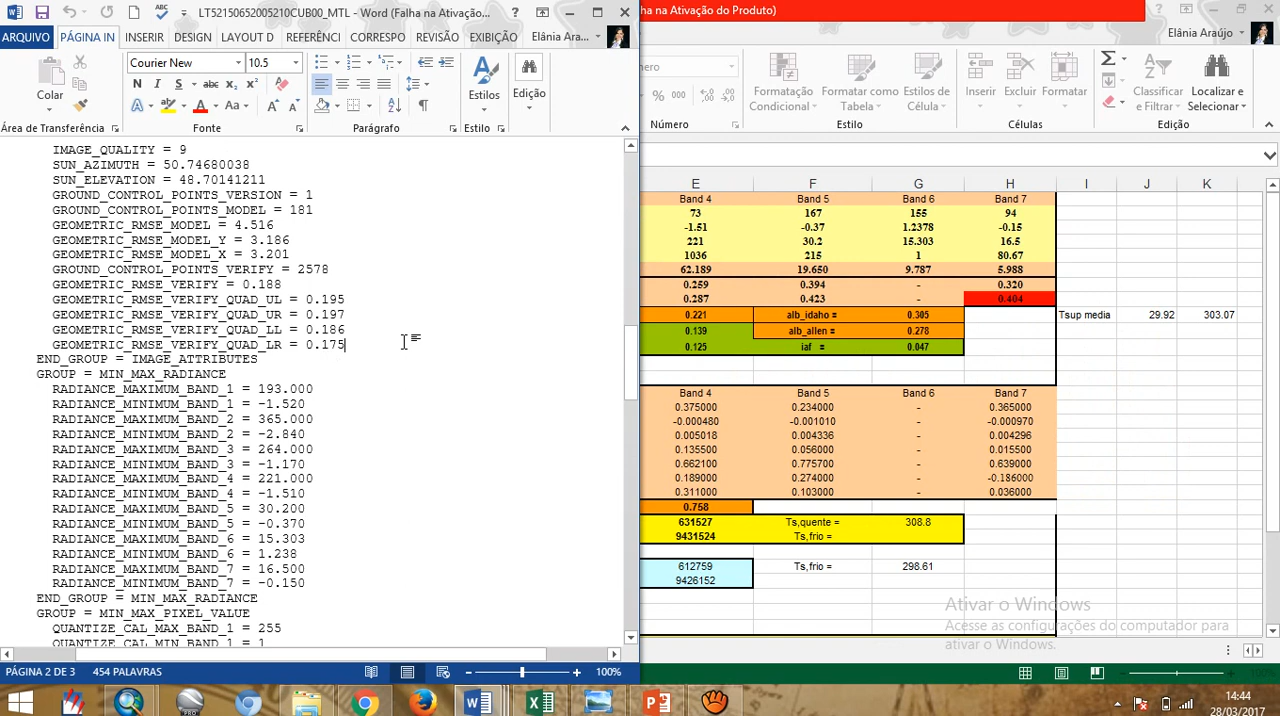 LT52150652005210CUB00_MTL - Word (Falha na Ativação do...
ha na Ativação do Produto)
ARQUIVO PÁGINA IN INSERIR DESIGN LAYOUT D REFERÊNCI CORRESPO REVISÃO EXIBIÇÃO Elânia Araú...
Elânia Araújo
Courier New 10.5
Colar
Estilos
Edição
Área de Transferência Fonte Parágrafo Estilo
mero
% 000
Formatação Condicional
Formatar como Tabela
Estilos de Célula
Inserir Excluir Formatar
Classificar e Filtrar
Localizar e Selecionar
Número Estilo Células Edição
IMAGE_QUALITY = 9
SUN_AZIMUTH = 50.74680038
SUN_ELEVATION = 48.70141211
GROUND_CONTROL_POINTS_VERSION = 1
GROUND_CONTROL_POINTS_MODEL = 181
GEOMETRIC_RMSE_MODEL = 4.516
GEOMETRIC_RMSE_MODEL_Y = 3.186
GEOMETRIC_RMSE_MODEL_X = 3.201
GROUND_CONTROL_POINTS_VERIFY = 2578
GEOMETRIC_RMSE_VERIFY = 0.188
GEOMETRIC_RMSE_VERIFY_QUAD_UL = 0.195
GEOMETRIC_RMSE_VERIFY_QUAD_UR = 0.197
GEOMETRIC_RMSE_VERIFY_QUAD_LL = 0.186
GEOMETRIC_RMSE_VERIFY_QUAD_LR = 0.175
END_GROUP = IMAGE_ATTRIBUTES
GROUP = MIN_MAX_RADIANCE
RADIANCE_MAXIMUM_BAND_1 = 193.000
RADIANCE_MINIMUM_BAND_1 = -1.520
RADIANCE_MAXIMUM_BAND_2 = 365.000
RADIANCE_MINIMUM_BAND_2 = -2.840
RADIANCE_MAXIMUM_BAND_3 = 264.000
RADIANCE_MINIMUM_BAND_3 = -1.170
RADIANCE_MAXIMUM_BAND_4 = 221.000
RADIANCE_MINIMUM_BAND_4 = -1.510
RADIANCE_MAXIMUM_BAND_5 = 30.200
RADIANCE_MINIMUM_BAND_5 = -0.370
RADIANCE_MAXIMUM_BAND_6 = 15.303
RADIANCE_MINIMUM_BAND_6 = 1.238
RADIANCE_MAXIMUM_BAND_7 = 16.500
RADIANCE_MINIMUM_BAND_7 = -0.150
END_GROUP = MIN_MAX_RADIANCE
GROUP = MIN_MAX_PIXEL_VALUE
QUANTIZE_CAL_MAX_BAND_1 = 255
QUANTIZE_CAL_MIN_BAND_1 = 1
PÁGINA 2 DE 3 454 PALAVRAS 100%
E F G H I J K
Band 4 Band 5 Band 6 Band 7
73 167 155 94
-1.51 -0.37 1.2378 -0.15
221 30.2 15.303 16.5
1036 215 1 80.67
62.189 19.650 9.787 5.988
0.259 0.394 - 0.320
0.287 0.423 - 0.404
0.221 alb_idaho = 0.305 Tsup media 29.92 303.07
0.139 alb_allen = 0.278
0.125 iaf = 0.047
Band 4 Band 5 Band 6 Band 7
0.375000 0.234000 - 0.365000
-0.000480 -0.001010 - -0.000970
0.005018 0.004336 - 0.004296
0.135500 0.056000 - 0.015500
0.662100 0.775700 - 0.639000
0.189000 0.274000 - -0.186000
0.311000 0.103000 - 0.036000
0.758
631527 Ts,quente = 308.8
9431524 Ts,frio =
612759 Ts,frio = 298.61
9426152
Ativar o Windows
Acesse as configurações do computador para
ativar o Windows.
14:44
28/03/2017